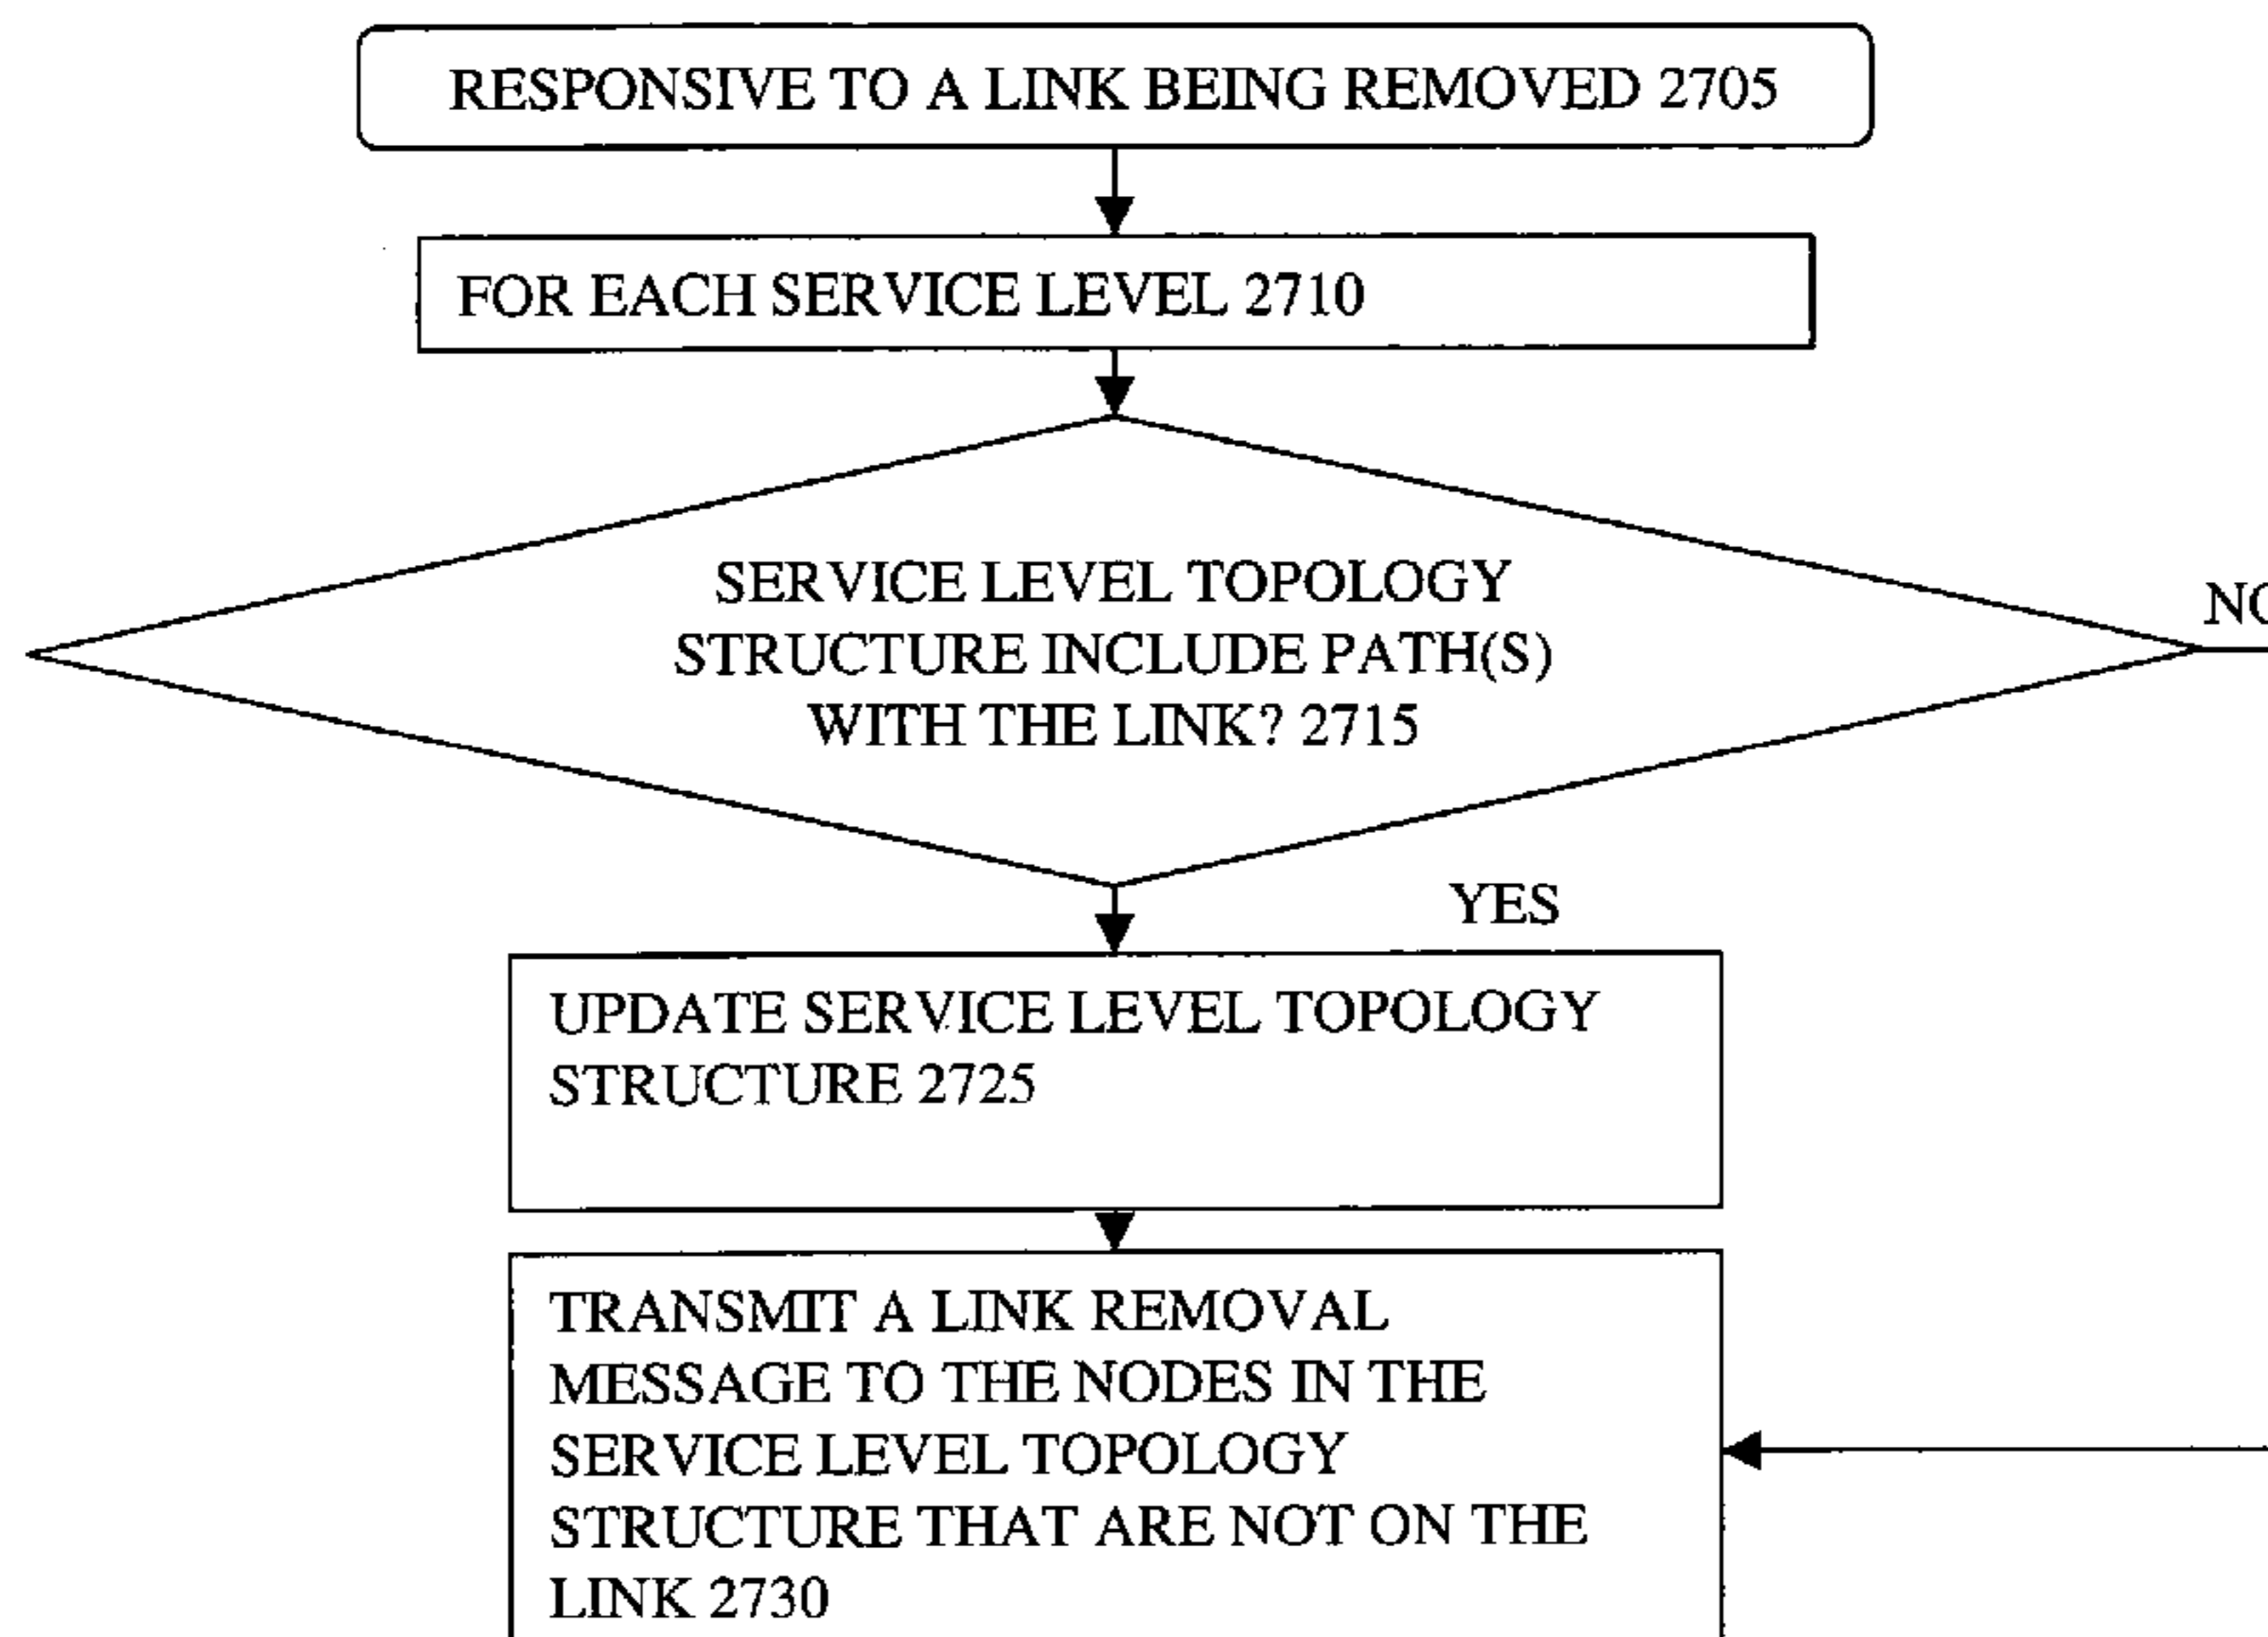 RESPONSIVE TO A LINK BEING REMOVED 2705
FOR EACH SERVICE LEVEL 2710
SERVICE LEVEL TOPOLOGY
STRUCTURE INCLUDE PATH(S)
WITH THE LINK? 2715
NO
YES
UPDATE SERVICE LEVEL TOPOLOGY
STRUCTURE 2725
TRANSMIT A LINK REMOVAL
MESSAGE TO THE NODES IN THE
SERVICE LEVEL TOPOLOGY
STRUCTURE THAT ARE NOT ON THE
LINK 2730